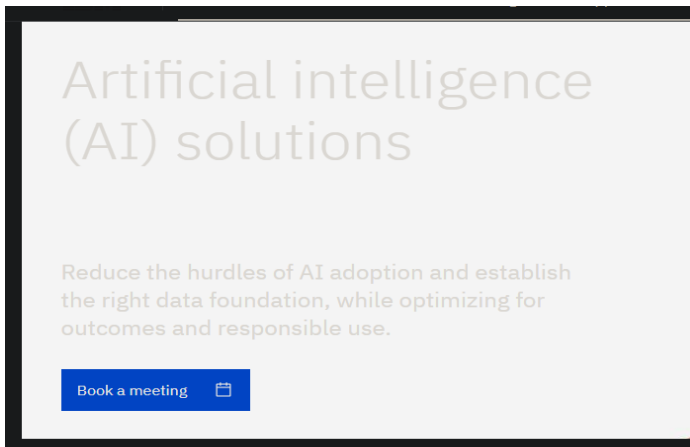 Artificial intelligence
(AI) solutions
Reduce the hurdles of AI adoption and establish
the right data foundation, while optimizing for
outcomes and responsible use.
Book a meeting